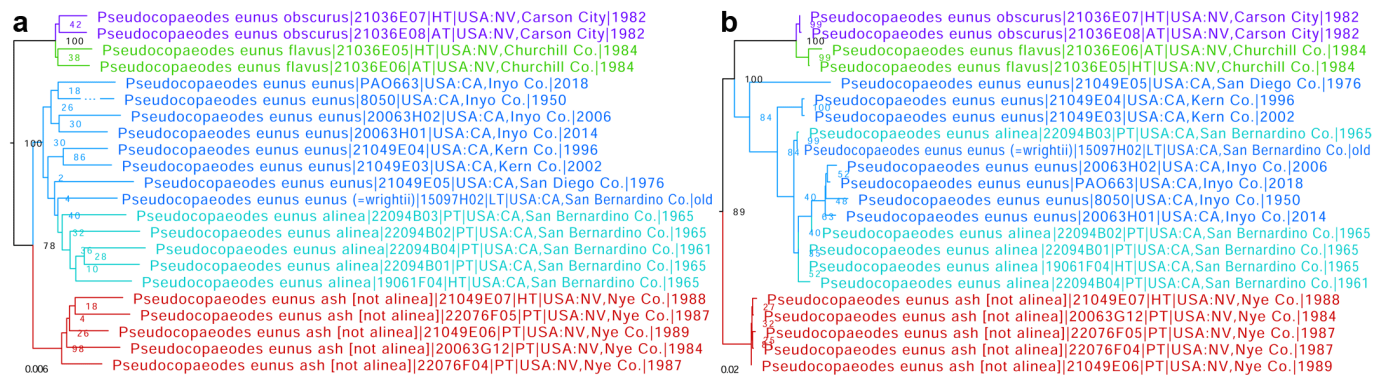 a
Pseudocopaeodes eunus obscurus|21036E07|HT|USA:NV,Carson City|1982
42
Pseudocopaeodes eunus obscurus|21036E08|AT|USA:NV,Carson City|1982
100
Pseudocopaeodes eunus flavus|21036E05|HT|USA:NV,Churchill Co.|1984
38
Pseudocopaeodes eunus flavus|21036E06|AT|USA:NV,Churchill Co.|1984
Pseudocopaeodes eunus eunus|PAO663|USA:CA,Inyo Co.|2018
18
Pseudocopaeodes eunus eunus|8050|USA:CA,Inyo Co.|1950
26
Pseudocopaeodes eunus eunus|20063H02|USA:CA,Inyo Co.|2006
30
Pseudocopaeodes eunus eunus|20063H01|USA:CA,Inyo Co.|2014
100
30
Pseudocopaeodes eunus eunus|21049E04|USA:CA,Kern Co.|1996
86
Pseudocopaeodes eunus eunus|21049E03|USA:CA,Kern Co.|2002
2
Pseudocopaeodes eunus eunus|21049E05|USA:CA,San Diego Co.|1976
4
Pseudocopaeodes eunus eunus (=wrightii)|15097H02|LT|USA:CA,San Bernardino Co.|old
40
Pseudocopaeodes eunus alinea|22094B03|PT|USA:CA,San Bernardino Co.|1965
32
Pseudocopaeodes eunus alinea|22094B02|PT|USA:CA,San Bernardino Co.|1965
78
36
Pseudocopaeodes eunus alinea|22094B04|PT|USA:CA,San Bernardino Co.|1961
28
Pseudocopaeodes eunus alinea|22094B01|PT|USA:CA,San Bernardino Co.|1965
10
Pseudocopaeodes eunus alinea|19061F04|HT|USA:CA,San Bernardino Co.|1965
Pseudocopaeodes eunus ash [not alinea]|21049E07|HT|USA:NV,Nye Co.|1988
18
Pseudocopaeodes eunus ash [not alinea]|22076F05|PT|USA:NV,Nye Co.|1987
4
Pseudocopaeodes eunus ash [not alinea]|21049E06|PT|USA:NV,Nye Co.|1989
26
Pseudocopaeodes eunus ash [not alinea]|20063G12|PT|USA:NV,Nye Co.|1984
98
Pseudocopaeodes eunus ash [not alinea]|22076F04|PT|USA:NV,Nye Co.|1987
0.006
b
Pseudocopaeodes eunus obscurus|21036E07|HT|USA:NV,Carson City|1982
99
Pseudocopaeodes eunus obscurus|21036E08|AT|USA:NV,Carson City|1982
100
Pseudocopaeodes eunus flavus|21036E06|AT|USA:NV,Churchill Co.|1984
99
Pseudocopaeodes eunus flavus|21036E05|HT|USA:NV,Churchill Co.|1984
100
Pseudocopaeodes eunus eunus|21049E05|USA:CA,San Diego Co.|1976
Pseudocopaeodes eunus eunus|21049E04|USA:CA,Kern Co.|1996
100
84
Pseudocopaeodes eunus eunus|21049E03|USA:CA,Kern Co.|2002
Pseudocopaeodes eunus alinea|22094B03|PT|USA:CA,San Bernardino Co.|1965
99
Pseudocopaeodes eunus eunus (=wrightii)|15097H02|LT|USA:CA,San Bernardino Co.|old
Pseudocopaeodes eunus eunus|20063H02|USA:CA,Inyo Co.|2006
52
Pseudocopaeodes eunus eunus|PAO663|USA:CA,Inyo Co.|2018
40
48
Pseudocopaeodes eunus eunus|8050|USA:CA,Inyo Co.|1950
89
63
Pseudocopaeodes eunus eunus|20063H01|USA:CA,Inyo Co.|2014
40
Pseudocopaeodes eunus alinea|22094B02|PT|USA:CA,San Bernardino Co.|1965
Pseudocopaeodes eunus alinea|22094B01|PT|USA:CA,San Bernardino Co.|1965
Pseudocopaeodes eunus alinea|19061F04|HT|USA:CA,San Bernardino Co.|1965
52
Pseudocopaeodes eunus alinea|22094B04|PT|USA:CA,San Bernardino Co.|1961
Pseudocopaeodes eunus ash [not alinea]|21049E07|HT|USA:NV,Nye Co.|1988
27
Pseudocopaeodes eunus ash [not alinea]|20063G12|PT|USA:NV,Nye Co.|1984
32
Pseudocopaeodes eunus ash [not alinea]|22076F05|PT|USA:NV,Nye Co.|1987
Pseudocopaeodes eunus ash [not alinea]|22076F04|PT|USA:NV,Nye Co.|1987
Pseudocopaeodes eunus ash [not alinea]|21049E06|PT|USA:NV,Nye Co.|1989
0.02